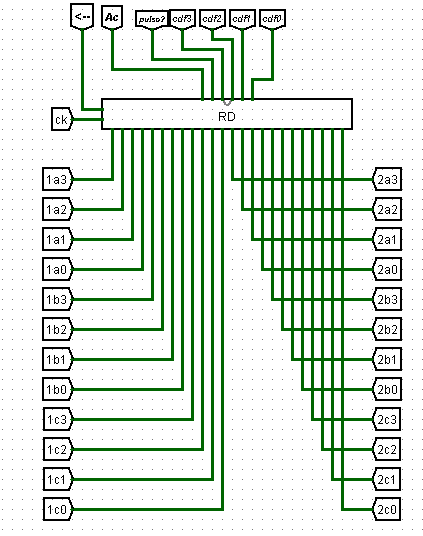 <--
Ac
pulso?
cdf3
cdf2
cdf1
cdf0
ck
RD
1a3
2a3
1a2
2a2
1a1
2a1
1a0
2a0
1b3
2b3
1b2
2b2
1b1
2b1
1b0
2b0
1c3
2c3
1c2
2c2
1c1
2c1
1c0
2c0